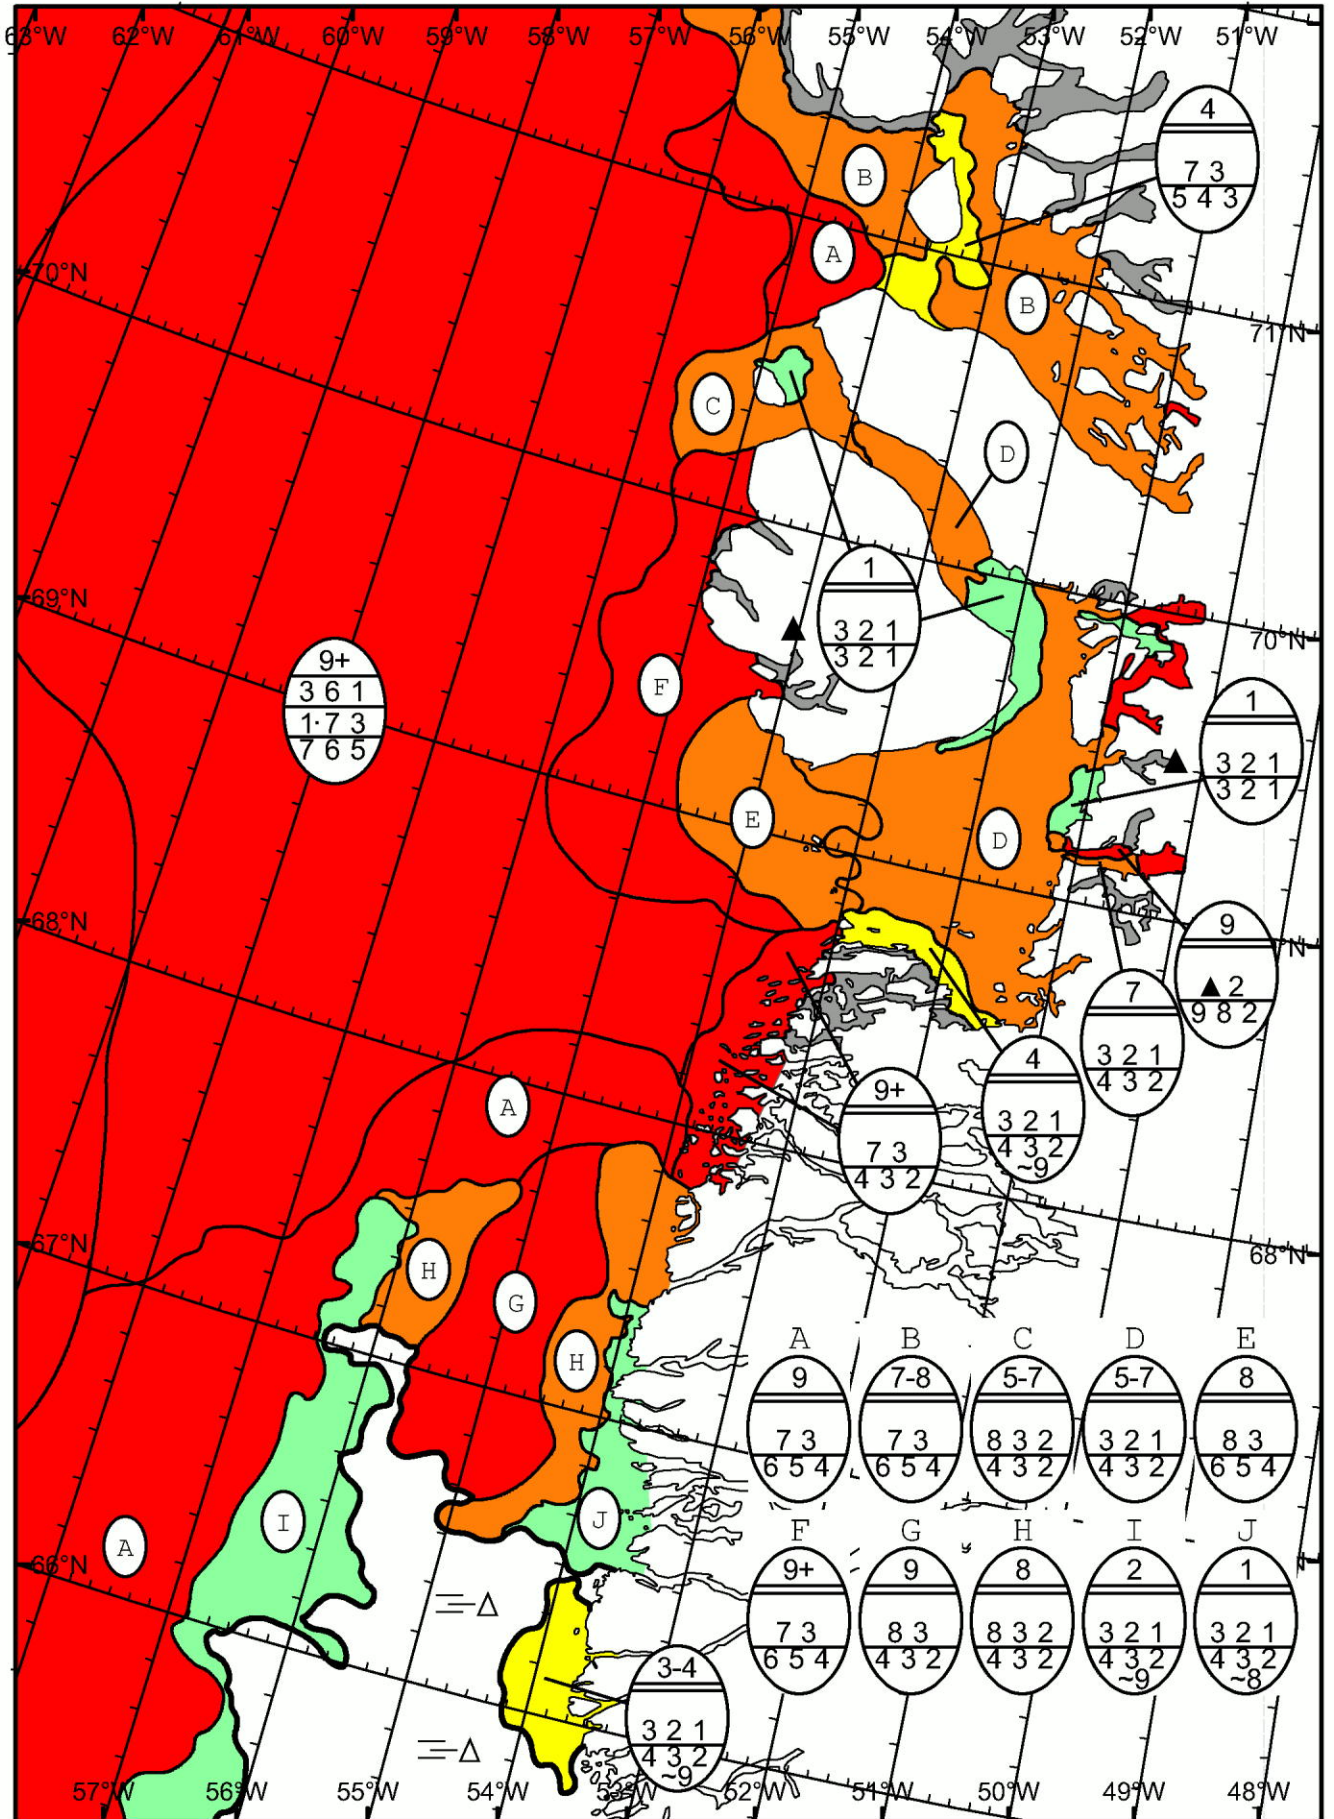 63°W 62°W 61°W 60°W 59°W 58°W 57°W 56°W 55°W 54°W 53°W 52°W 51°W
4
7 3
5 4 3
B
A
70°N
B
71°N
C
D
1
3 2 1
3 2 1
69°N
70°N
9+
3 6 1
1·7 3
7 6 5
F
1
3 2 1
3 2 1
E
D
68°N
°N
9
▲ 2
9 8 2
7
3 2 1
4 3 2
4
3 2 1
4 3 2
~9
9+
7 3
4 3 2
A
67°N
68°N
H
G
H
A B C D E
9 7-8 5-7 5-7 8
7 3 7 3 8 3 2 3 2 1 8 3
6 5 4 6 5 4 4 3 2 4 3 2 6 5 4
I
J
A
66°N
F G H I J
9+ 9 8 2 1
7 3 8 3 8 3 2 3 2 1 3 2 1
6 5 4 4 3 2 4 3 2 4 3 2 4 3 2
~9 ~8
3-4
3 2 1
4 3 2
~9
57°W 56°W 55°W 54°W 53°W 52°W 51°W 50°W 49°W 48°W